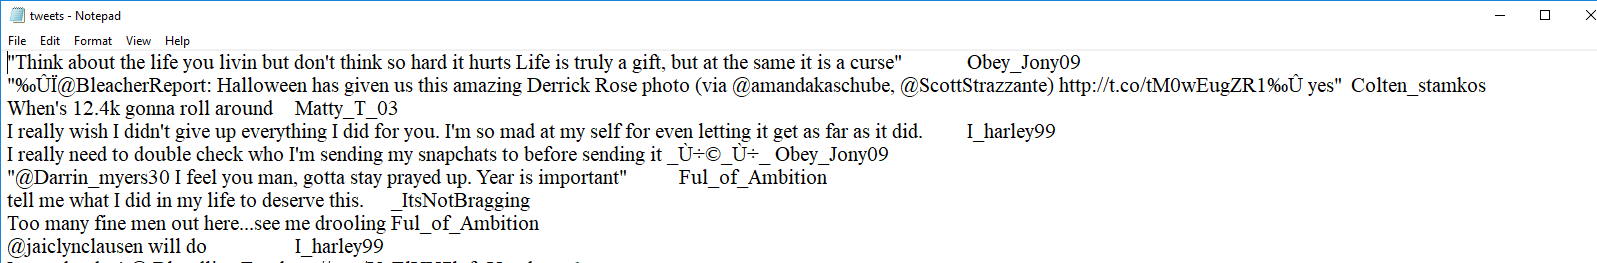 tweets - Notepad
File Edit Format View Help
"Think about the life you livin but don't think so hard it hurts Life is truly a gift, but at the same it is a curse" Obey_Jony09
"‰ÛÏ@BleacherReport: Halloween has given us this amazing Derrick Rose photo (via @amandakaschube, @ScottStrazzante) http://t.co/tM0wEugZR1‰Û yes" Colten_stamkos
When's 12.4k gonna roll around Matty_T_03
I really wish I didn't give up everything I did for you. I'm so mad at my self for even letting it get as far as it did. I_harley99
I really need to double check who I'm sending my snapchats to before sending it _Ù÷©_Ù÷_ Obey_Jony09
"@Darrin_myers30 I feel you man, gotta stay prayed up. Year is important" Ful_of_Ambition
tell me what I did in my life to deserve this. _ItsNotBragging
Too many fine men out here...see me drooling Ful_of_Ambition
@jaiclynclausen will do I_harley99